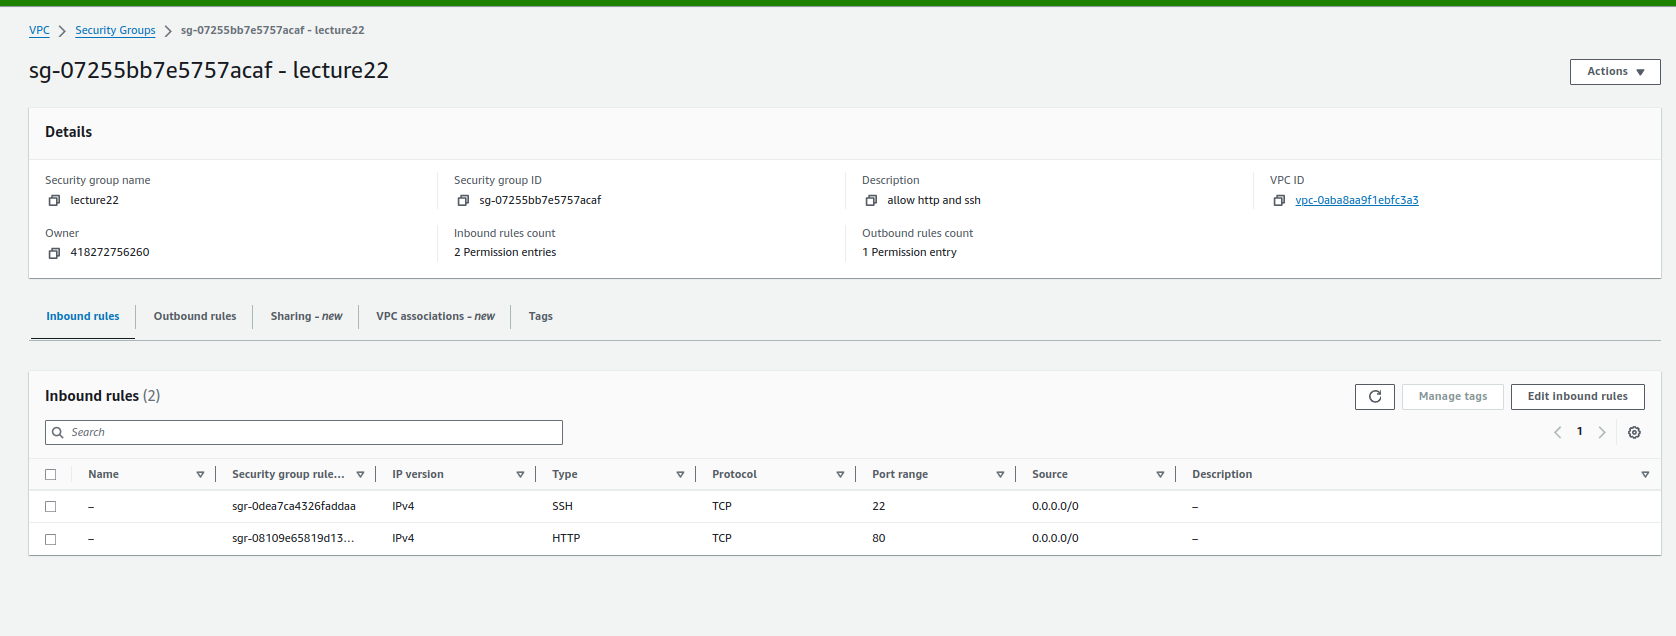 VPC > Security Groups > sg-07255bb7e5757acaf - lecture22
sg-07255bb7e5757acaf - lecture22
Actions
Details
Security group name
lecture22
Security group ID
sg-07255bb7e5757acaf
Description
allow http and ssh
VPC ID
vpc-0aba8aa9f1ebfc3a3
Owner
418272756260
Inbound rules count
2 Permission entries
Outbound rules count
1 Permission entry
Inbound rules Outbound rules Sharing - new VPC associations - new Tags
Inbound rules (2)
Manage tags Edit inbound rules
Search
1
Name Security group rule... IP version Type Protocol Port range Source Description
– sgr-0dea7ca4326faddaa IPv4 SSH TCP 22 0.0.0.0/0 –
– sgr-08109e65819d13... IPv4 HTTP TCP 80 0.0.0.0/0 –